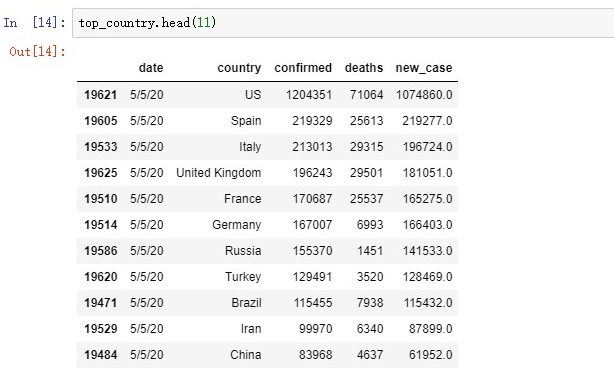 In [14]: top_country.head(11)
Out[14]:
date country confirmed deaths new_case
19621 5/5/20 US 1204351 71064 1074860.0
19605 5/5/20 Spain 219329 25613 219277.0
19533 5/5/20 Italy 213013 29315 196724.0
19625 5/5/20 United Kingdom 196243 29501 181051.0
19510 5/5/20 France 170687 25537 165275.0
19514 5/5/20 Germany 167007 6993 166403.0
19586 5/5/20 Russia 155370 1451 141533.0
19620 5/5/20 Turkey 129491 3520 128469.0
19471 5/5/20 Brazil 115455 7938 115432.0
19529 5/5/20 Iran 99970 6340 87899.0
19484 5/5/20 China 83968 4637 61952.0